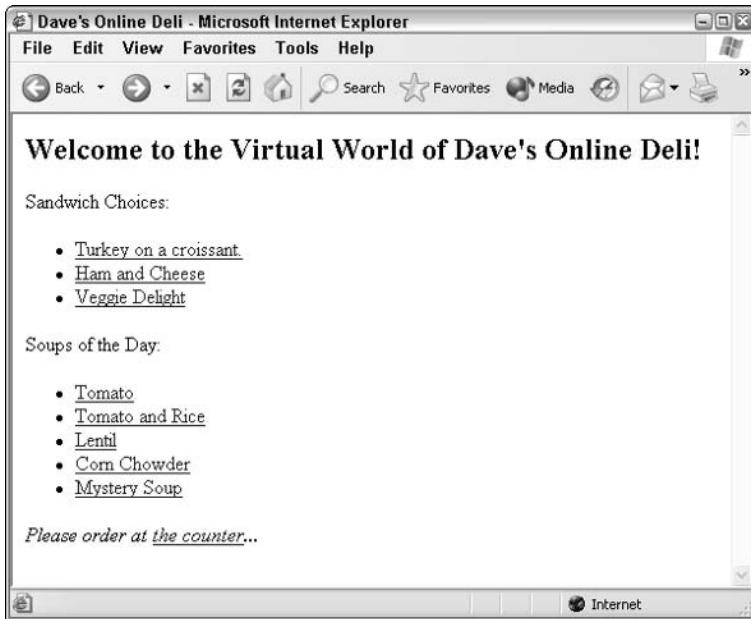 Dave's Online Deli - Microsoft Internet Explorer
File Edit View Favorites Tools Help
Back Search Favorites Media »
Welcome to the Virtual World of Dave's Online Deli!
Sandwich Choices:
• Turkey on a croissant.
• Ham and Cheese
• Veggie Delight
Soups of the Day:
• Tomato
• Tomato and Rice
• Lentil
• Corn Chowder
• Mystery Soup
Please order at the counter...
Internet